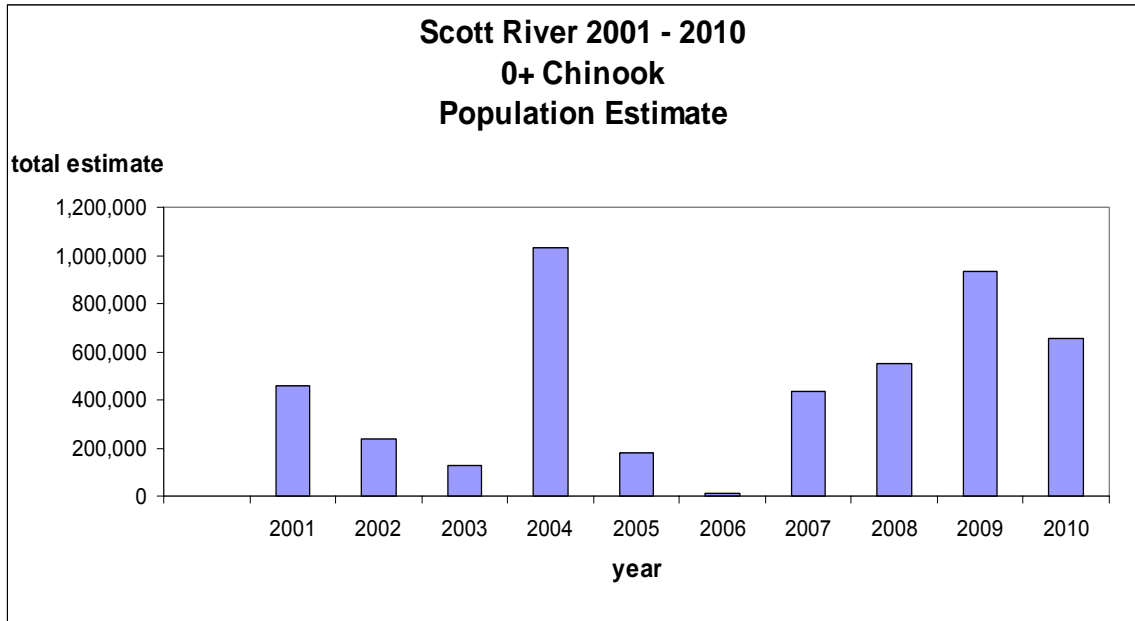 Scott River 2001 - 2010
0+ Chinook
Population Estimate
total estimate
1,200,000
1,000,000
800,000
600,000
400,000
200,000
0
2001 2002 2003 2004 2005 2006 2007 2008 2009 2010
year